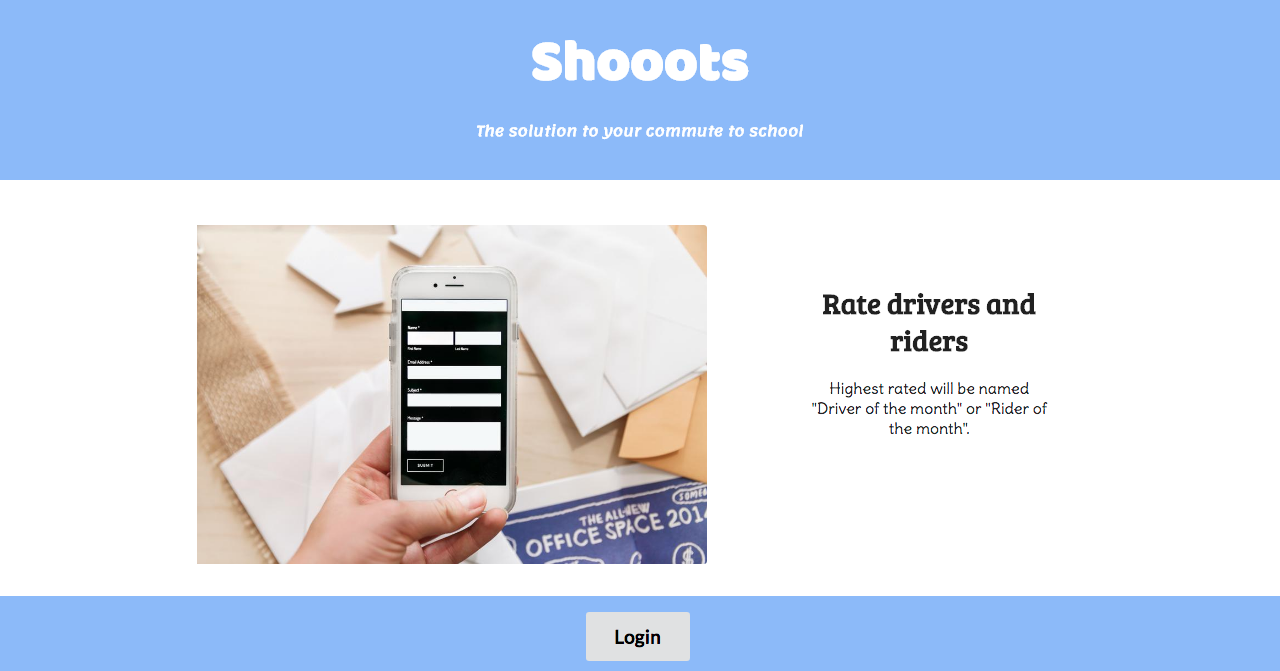 Shooots
The solution to your commute to school
Rate drivers and
riders
Highest rated will be named
"Driver of the month" or "Rider of
the month".
Name *
First Name Last Name
Email Address *
Subject *
Message *
SUBMIT
THE ALL-NEW
OFFICE SPACE 2014
$
Login